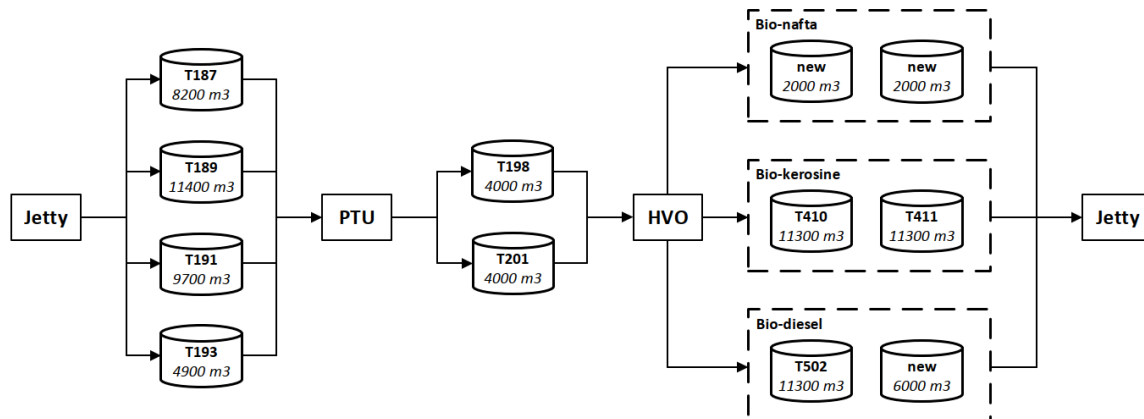 Jetty
T187
8200 m3
T189
11400 m3
T191
9700 m3
T193
4900 m3
PTU
T198
4000 m3
T201
4000 m3
HVO
Bio-nafta
new
2000 m3
new
2000 m3
Bio-kerosine
T410
11300 m3
T411
11300 m3
Bio-diesel
T502
11300 m3
new
6000 m3
Jetty